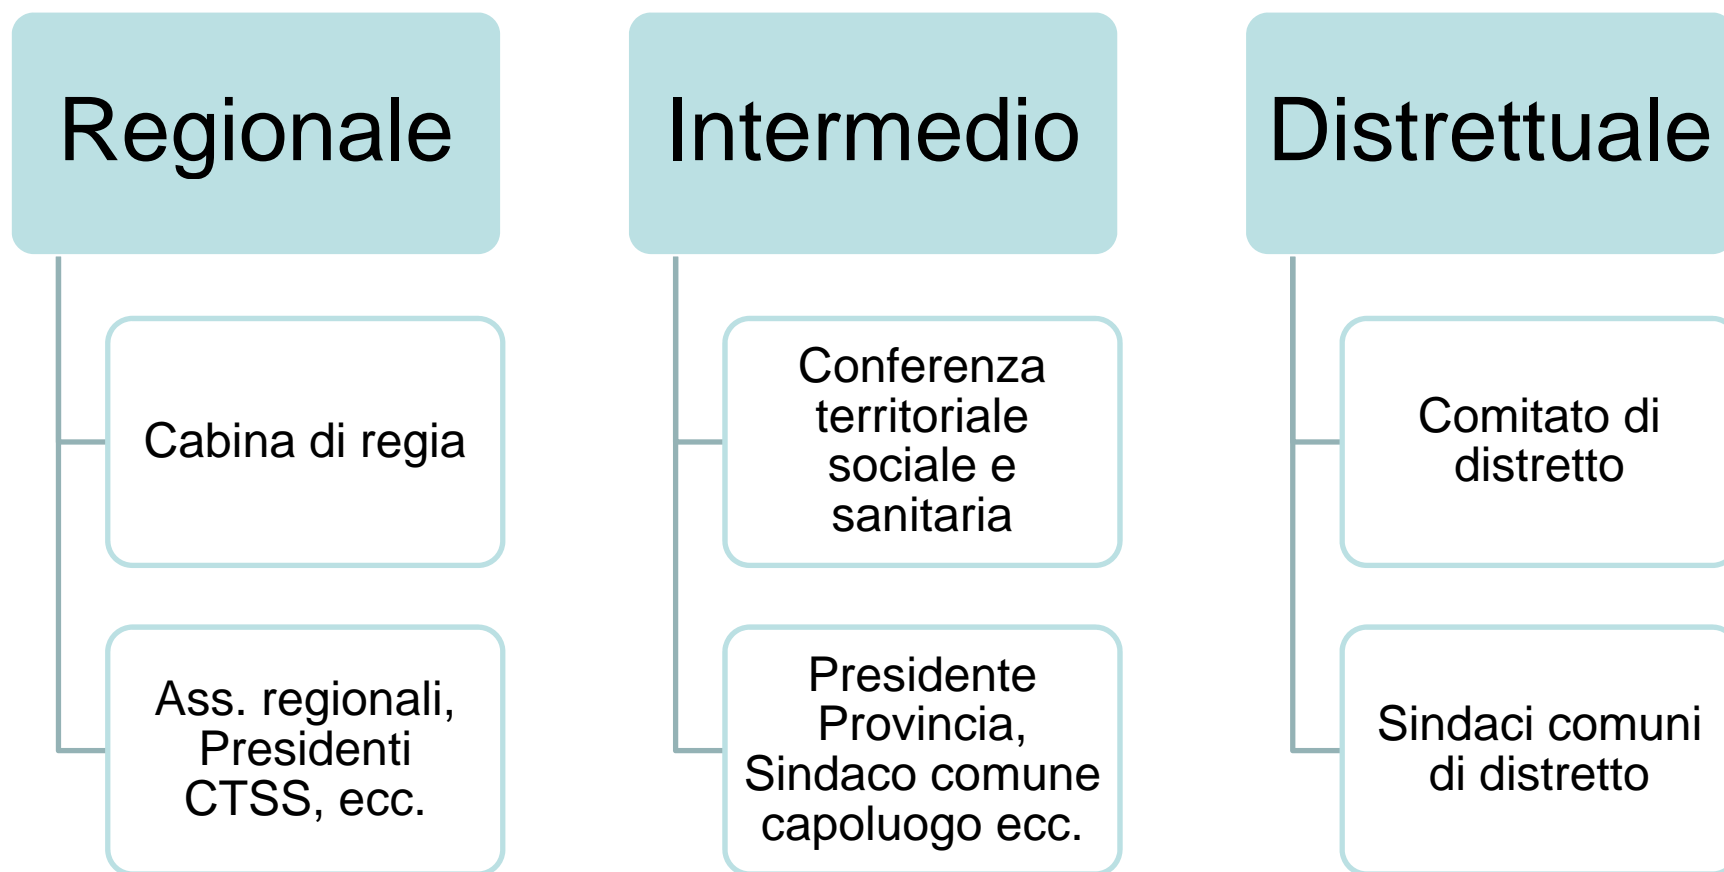 Regionale
Cabina di regia
Ass. regionali,
Presidenti
CTSS, ecc.
Intermedio
Conferenza
territoriale
sociale e
sanitaria
Presidente
Provincia,
Sindaco comune
capoluogo ecc.
Distrettuale
Comitato di
distretto
Sindaci comuni
di distretto